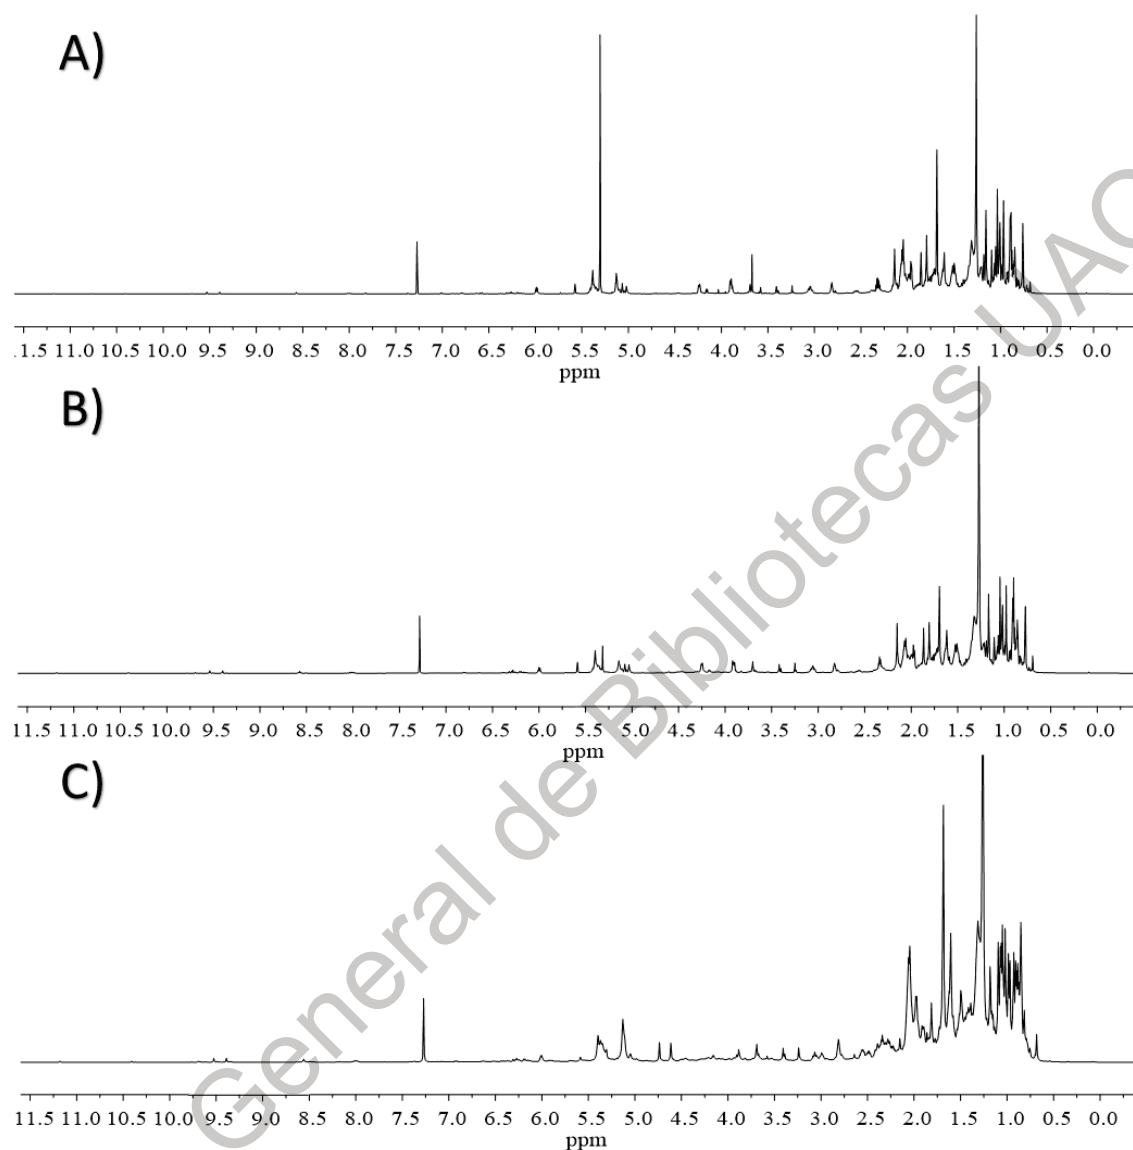 A)
.1.5 11.0 10.5 10.0 9.5 9.0 8.5 8.0 7.5 7.0 6.5 6.0 5.5 5.0 4.5 4.0 3.5 3.0 2.5 2.0 1.5 1.0 0.5 0.0
ppm
B)
11.5 11.0 10.5 10.0 9.5 9.0 8.5 8.0 7.5 7.0 6.5 6.0 5.5 5.0 4.5 4.0 3.5 3.0 2.5 2.0 1.5 1.0 0.5 0.0
ppm
C)
11.5 11.0 10.5 10.0 9.5 9.0 8.5 8.0 7.5 7.0 6.5 6.0 5.5 5.0 4.5 4.0 3.5 3.0 2.5 2.0 1.5 1.0 0.5 0.0
ppm
General de Bibliotecas UAQ